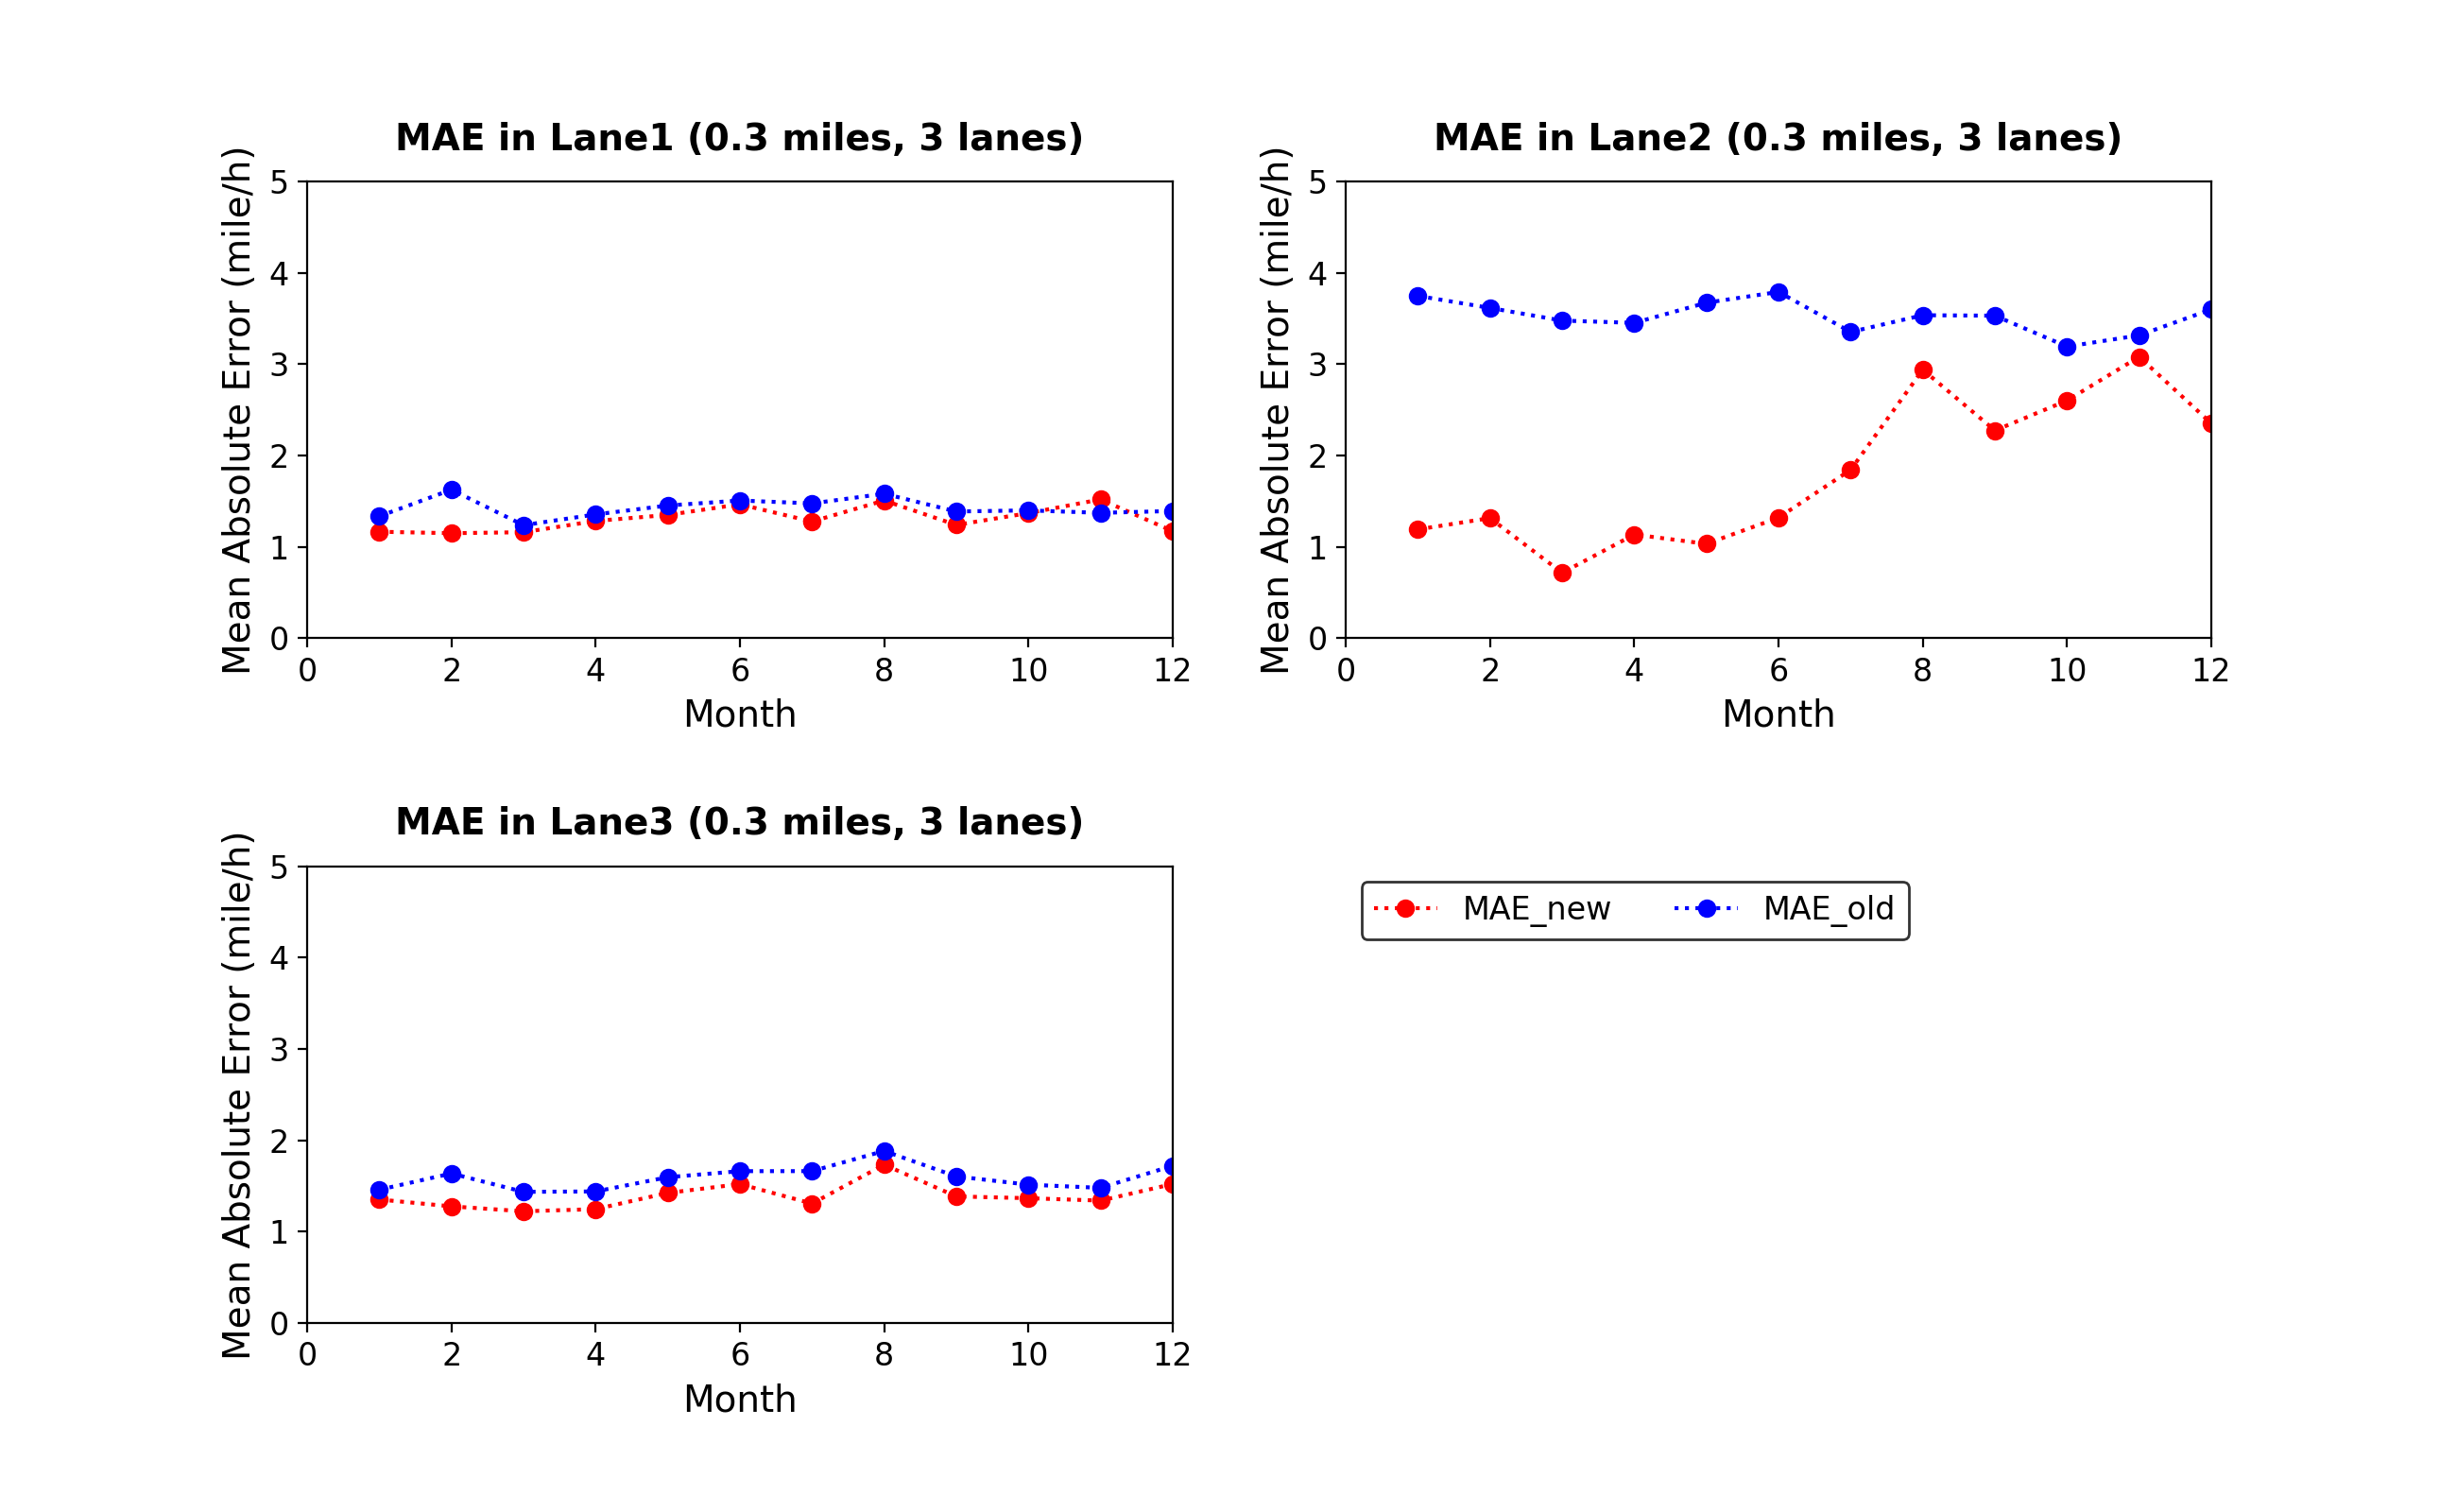 MAE in Lane1 (0.3 miles, 3 lanes)
Mean Absolute Error (mile/h)
5
4
3
2
1
0
0 2 4 6 8 10 12
Month
MAE in Lane2 (0.3 miles, 3 lanes)
Mean Absolute Error (mile/h)
5
4
3
2
1
0
0 2 4 6 8 10 12
Month
MAE in Lane3 (0.3 miles, 3 lanes)
Mean Absolute Error (mile/h)
5
4
3
2
1
0
0 2 4 6 8 10 12
Month
MAE_new MAE_old